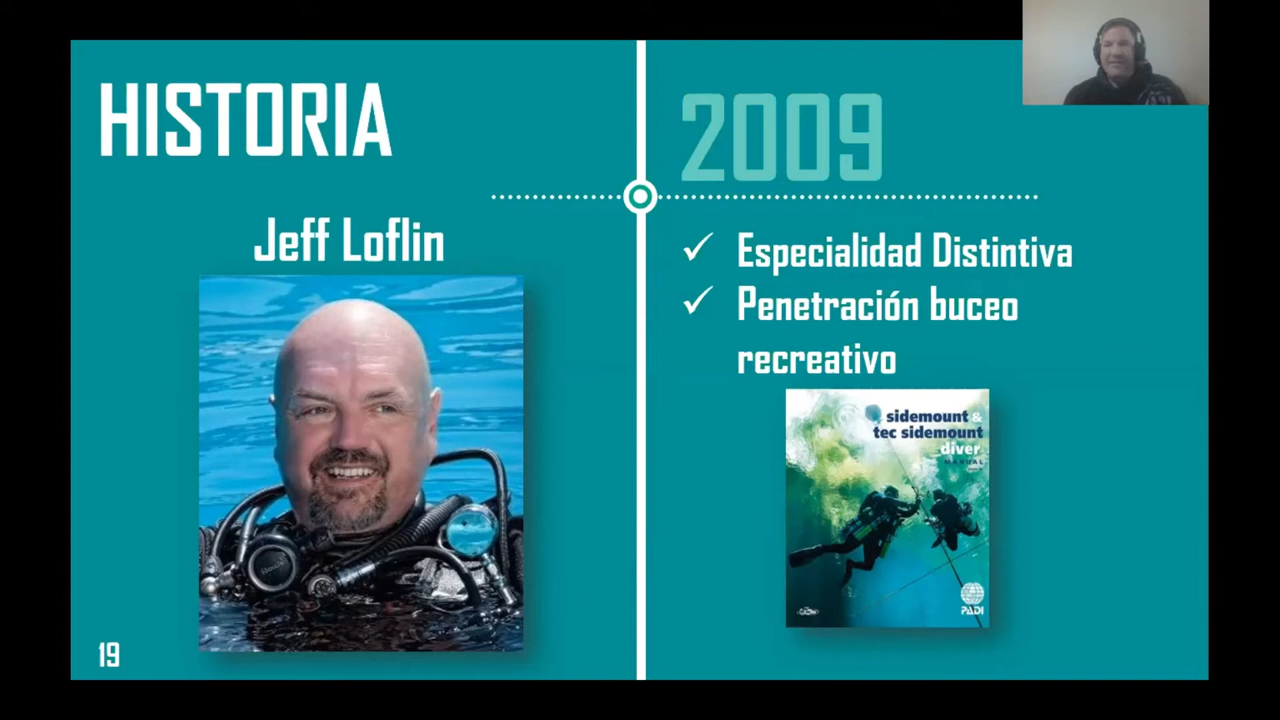 HISTORIA
Jeff Loflin
19
2009
✓ Especialidad Distintiva
✓ Penetración buceo
recreativo
sidemount &
tec sidemount
diver
MANUAL
PADI